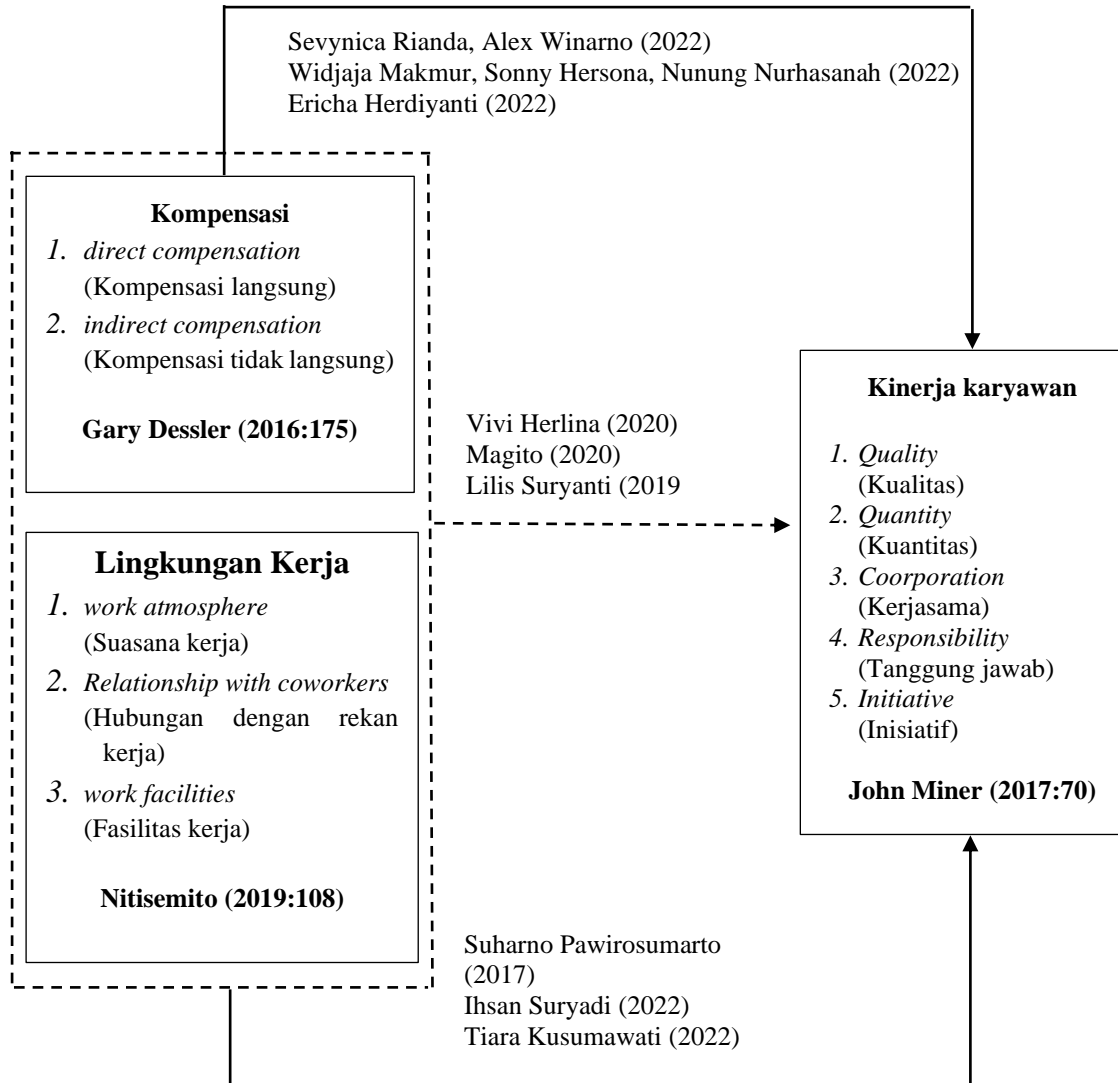 Sevynica Rianda, Alex Winarno (2022)
Widjaja Makmur, Sonny Hersona, Nunung Nurhasanah (2022)
Ericha Herdiyanti (2022)
Kompensasi
1. direct compensation
(Kompensasi langsung)
2. indirect compensation
(Kompensasi tidak langsung)
Gary Dessler (2016:175)
Lingkungan Kerja
1. work atmosphere
(Suasana kerja)
2. Relationship with coworkers
(Hubungan dengan rekan
kerja)
3. work facilities
(Fasilitas kerja)
Nitisemito (2019:108)
Vivi Herlina (2020)
Magito (2020)
Lilis Suryanti (2019
Suharno Pawirosumarto
(2017)
Ihsan Suryadi (2022)
Tiara Kusumawati (2022)
Kinerja karyawan
1. Quality
(Kualitas)
2. Quantity
(Kuantitas)
3. Coorporation
(Kerjasama)
4. Responsibility
(Tanggung jawab)
5. Initiative
(Inisiatif)
John Miner (2017:70)